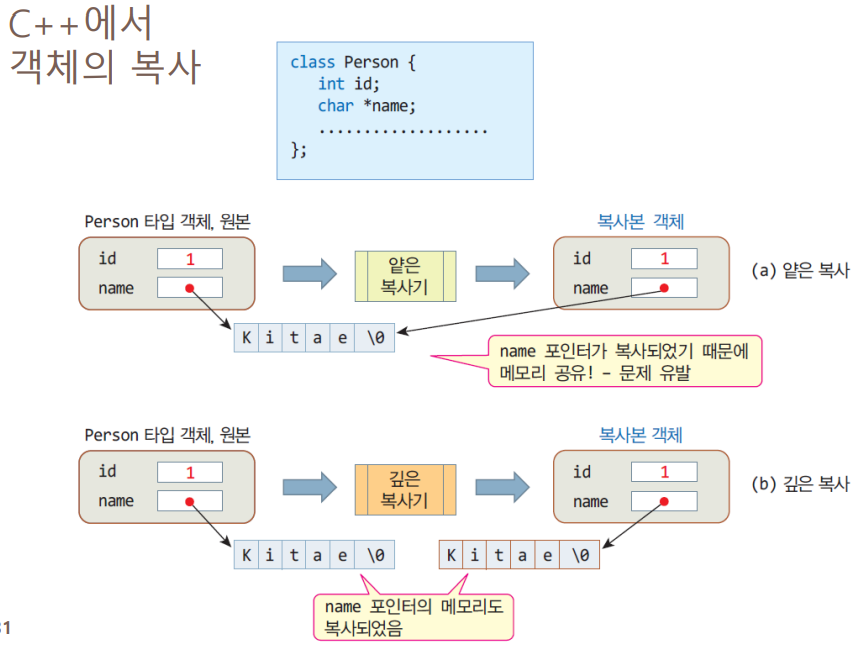 C++에서
객체의 복사
class Person {
int id;
char *name;
...................
};
Person 타입 객체, 원본
복사본 객체
id 1
name
얕은
복사기
id 1
name
(a) 얕은 복사
K i t a e \0
name 포인터가 복사되었기 때문에
메모리 공유! - 문제 유발
Person 타입 객체, 원본
복사본 객체
id 1
name
깊은
복사기
id 1
name
(b) 깊은 복사
K i t a e \0
K i t a e \0
name 포인터의 메모리도
복사되었음